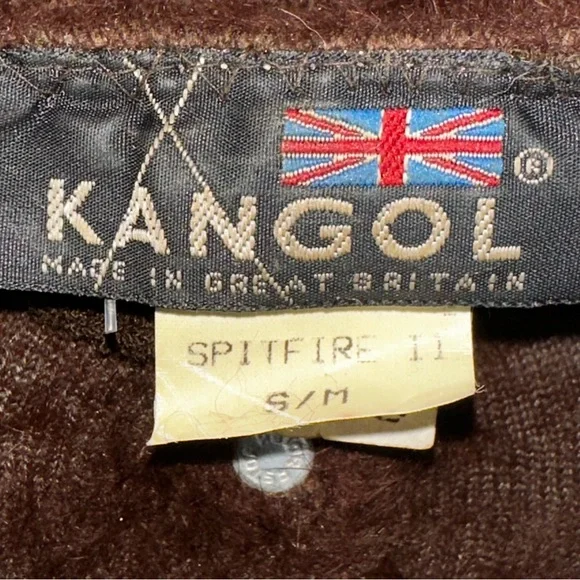 ®
KANGOL
MADE IN GREAT BRITAIN
SPITFIRE II
S/M